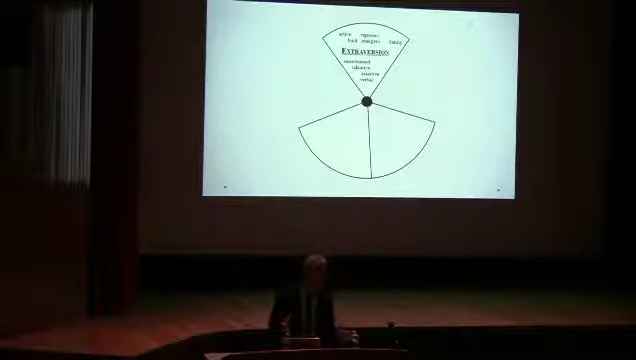 active vigorous
bold energetic daring
EXTRAVERSION
unrestrained
talkative
assertive
verbal